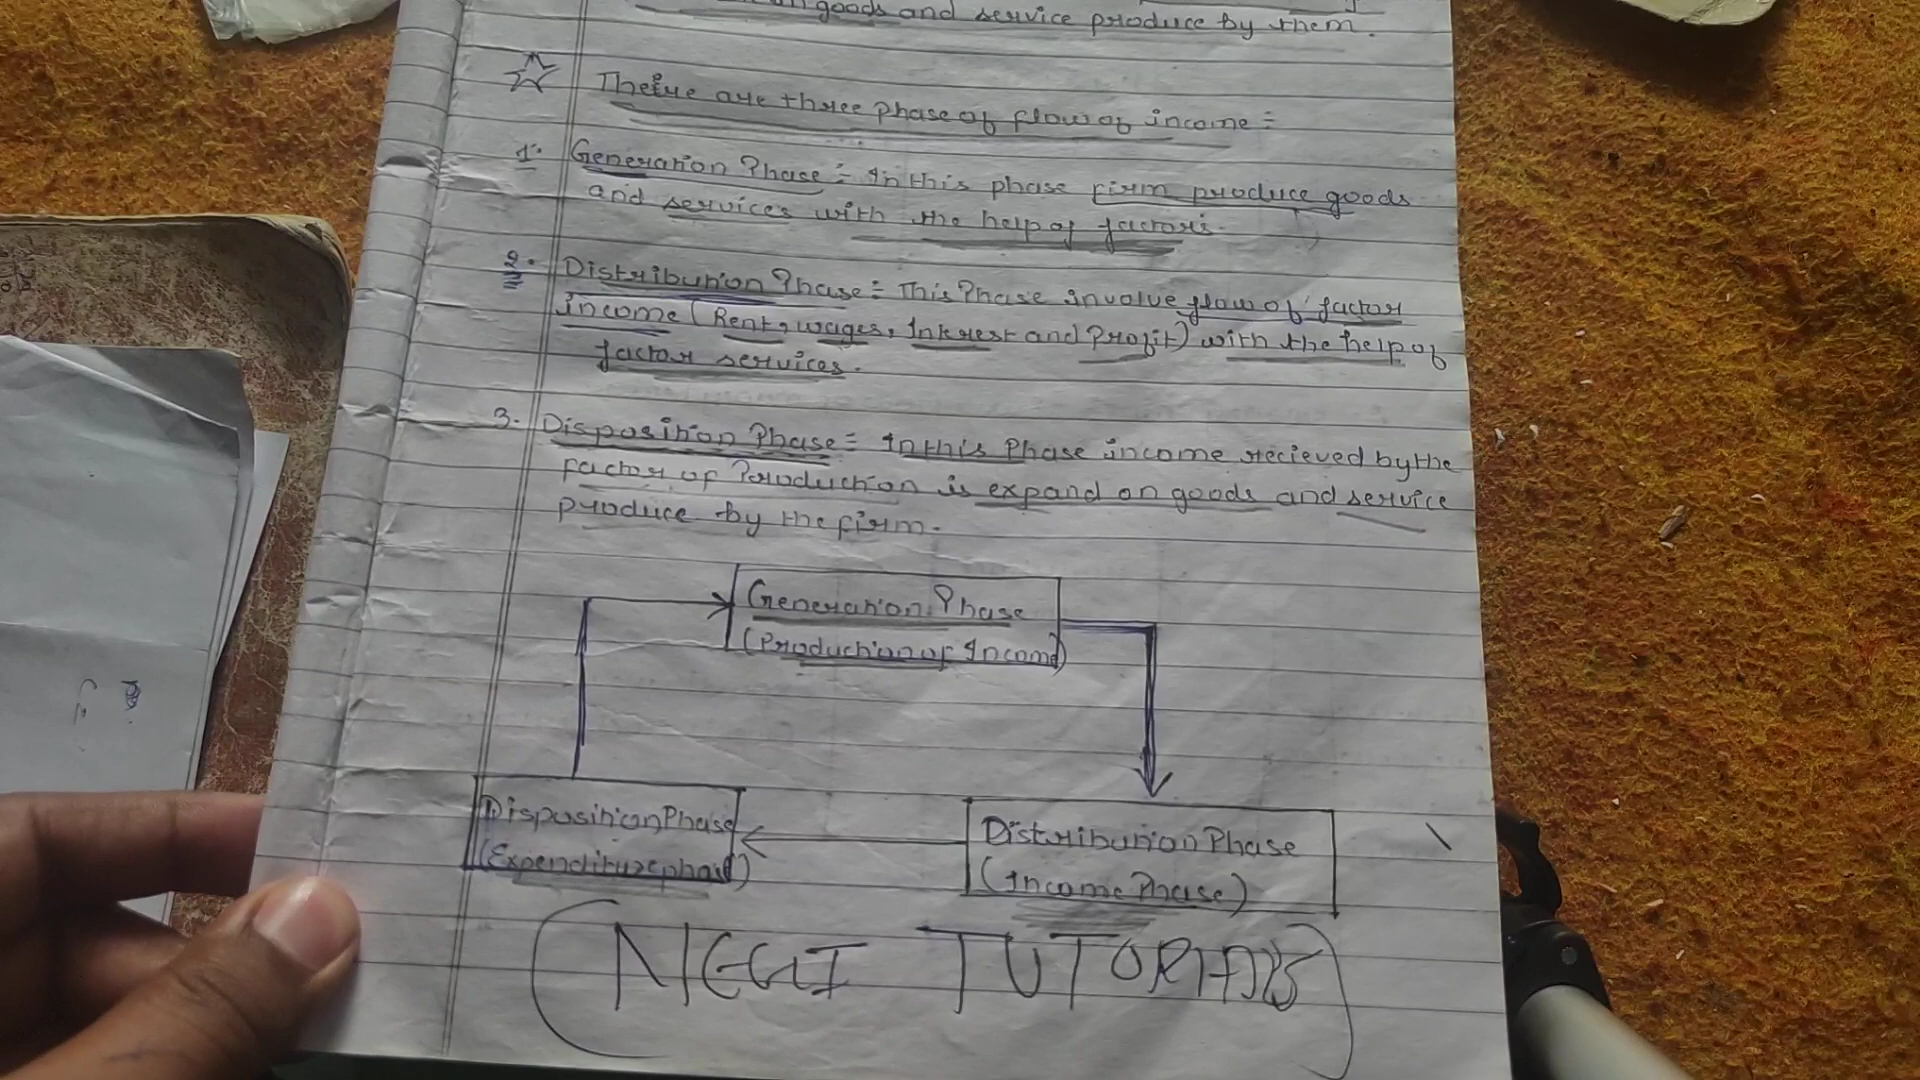 goods and service produce by them.
Theire are three phase of flow of income :-
1. Generation Phase :- In this phase firm produce goods
and services with the help of factors.
2. Distribution Phase :- This Phase involve flow of factor
income (Rent, wages, Interest and Profit) with the help of
factor services.
3. Disposition Phase :- In this Phase income recieved by the
factor of Production is expand on goods and service
produce by the firm.
Generation Phase
(Production of Income)
Disposition Phase
(Expenditure phase)
Distribution Phase
(Income Phase)
NEGI TUTORIALS